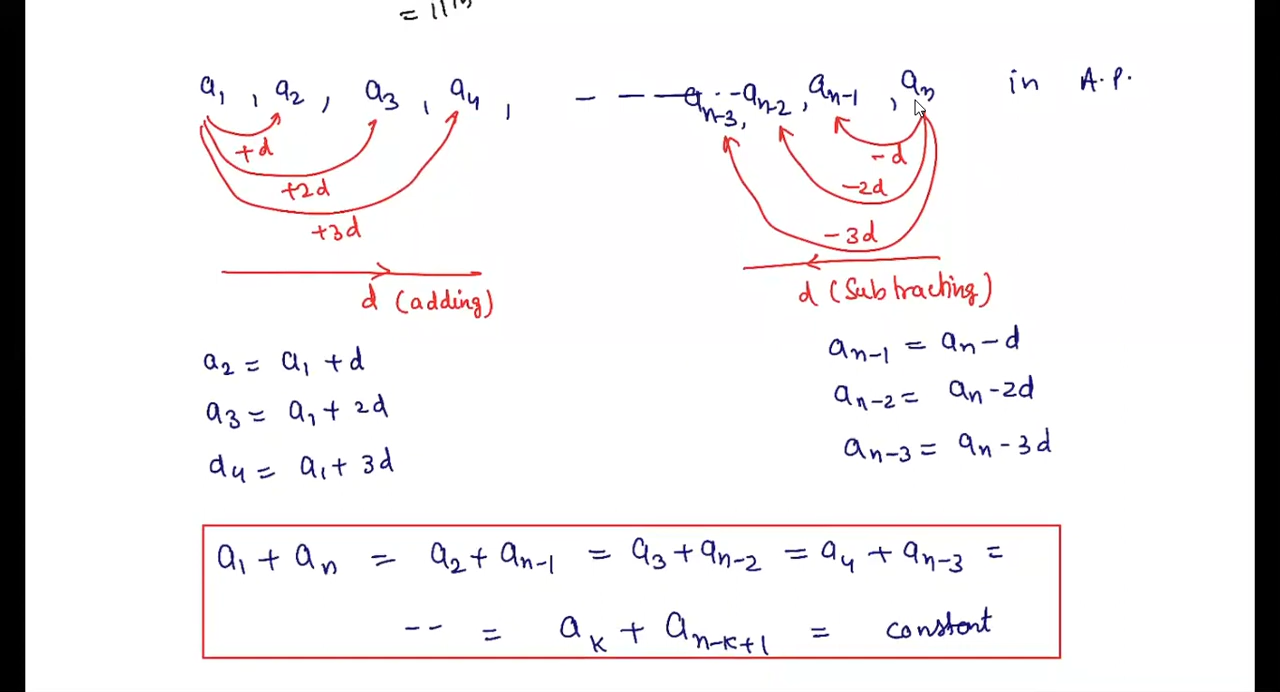 = 11
a₁ , a₂ , a₃ , a₄ , - - - aₙ₋₃, aₙ₋₂ , aₙ₋₁ , aₙ in A.P.
+d -d
+2d -2d
+3d -3d
d (adding) d (Subtracting)
a₂ = a₁ + d aₙ₋₁ = aₙ - d
a₃ = a₁ + 2d aₙ₋₂ = aₙ - 2d
a₄ = a₁ + 3d aₙ₋₃ = aₙ - 3d
a₁ + aₙ = a₂ + aₙ₋₁ = a₃ + aₙ₋₂ = a₄ + aₙ₋₃ =
-- = aₖ + aₙ₋ₖ₊₁ = constant